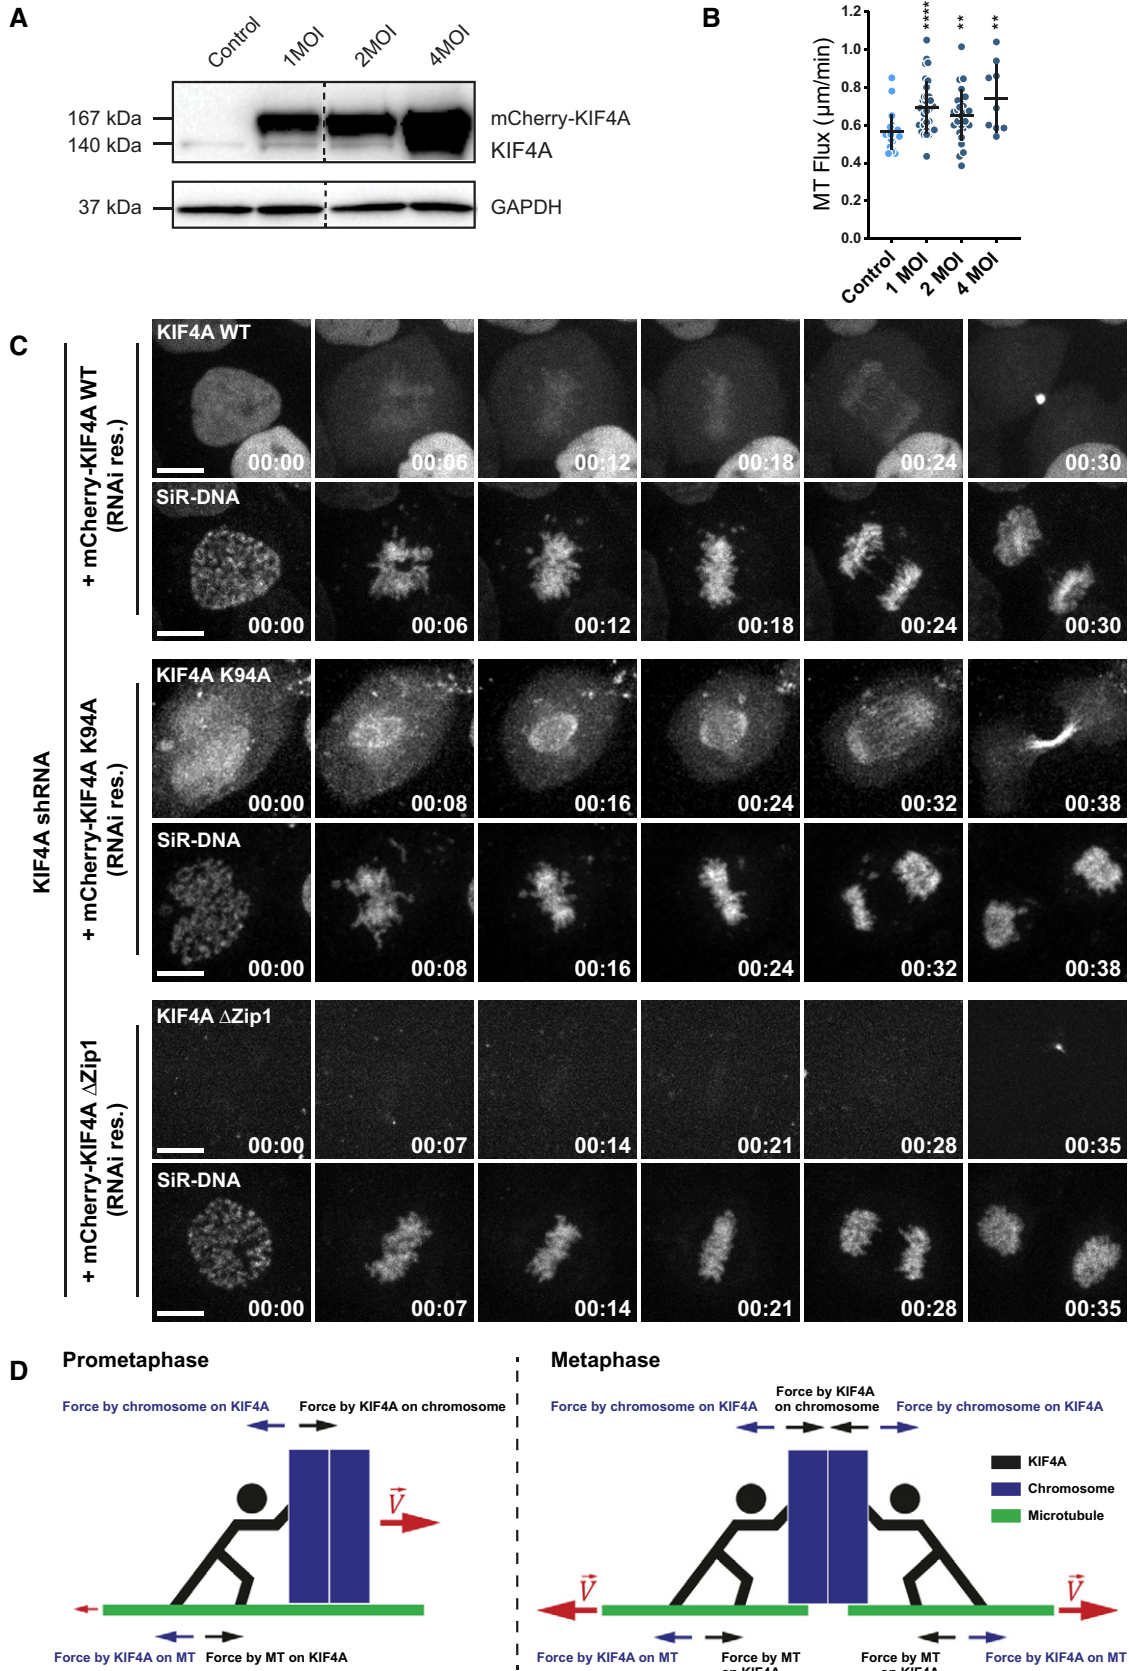 A
Control
1MOI
2MOI
4MOI
167 kDa
140 kDa
mCherry-KIF4A
KIF4A
37 kDa
GAPDH
B
MT Flux (µm/min)
1.2
1.0
0.8
0.6
0.4
0.2
0.0
****
**
**
Control
1 MOI
2 MOI
4 MOI
C
KIF4A shRNA
+ mCherry-KIF4A WT
(RNAi res.)
KIF4A WT
00:00
00:06
00:12
00:18
00:24
00:30
SiR-DNA
00:00
00:06
00:12
00:18
00:24
00:30
+ mCherry-KIF4A K94A
(RNAi res.)
KIF4A K94A
00:00
00:08
00:16
00:24
00:32
00:38
SiR-DNA
00:00
00:08
00:16
00:24
00:32
00:38
+ mCherry-KIF4A ΔZip1
(RNAi res.)
KIF4A ΔZip1
00:00
00:07
00:14
00:21
00:28
00:35
SiR-DNA
00:00
00:07
00:14
00:21
00:28
00:35
D
Prometaphase
Force by chromosome on KIF4A
Force by KIF4A on chromosome
V
Force by KIF4A on MT
Force by MT on KIF4A
Metaphase
Force by chromosome on KIF4A
Force by KIF4A
on chromosome
Force by chromosome on KIF4A
KIF4A
Chromosome
Microtubule
V
V
Force by KIF4A on MT
Force by MT
on KIF4A
Force by MT
on KIF4A
Force by KIF4A on MT